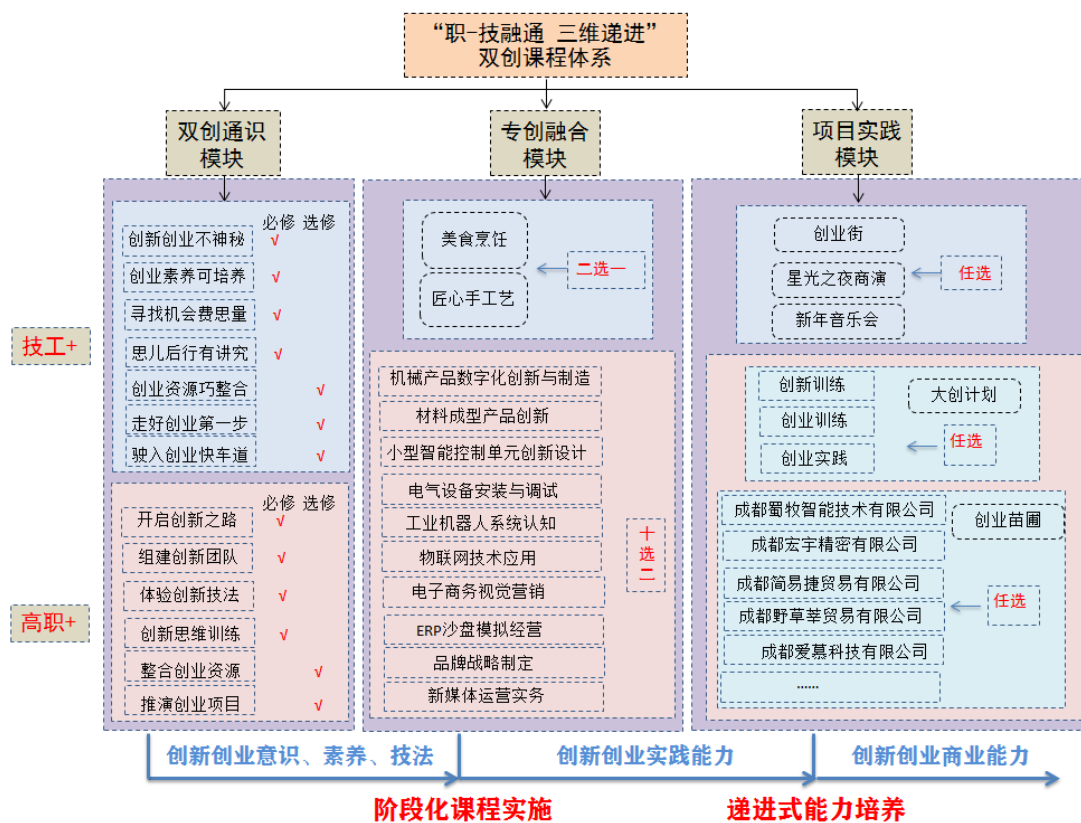 “职-技融通 三维递进”
双创课程体系
双创通识
模块
专创融合
模块
项目实践
模块
技工+
高职+
必修 选修
创新创业不神秘 √
创业素养可培养 √
寻找机会费思量 √
思儿后行有讲究 √
创业资源巧整合 √
走好创业第一步 √
驶入创业快车道 √
必修 选修
开启创新之路 √
组建创新团队 √
体验创新技法 √
创新思维训练 √
整合创业资源 √
推演创业项目 √
美食烹饪
匠心手工艺
二选一
机械产品数字化创新与制造
材料成型产品创新
小型智能控制单元创新设计
电气设备安装与调试
工业机器人系统认知
物联网技术应用
电子商务视觉营销
ERP沙盘模拟经营
品牌战略制定
新媒体运营实务
十选二
创业街
星光之夜商演
新年音乐会
任选
创新训练
创业训练
创业实践
大创计划
任选
成都蜀牧智能技术有限公司
成都宏宇精密有限公司
成都简易捷贸易有限公司
成都野草莘贸易有限公司
成都爱慕科技有限公司
……
创业苗圃
任选
创新创业意识、素养、技法
创新创业实践能力
创新创业商业能力
阶段化课程实施
递进式能力培养